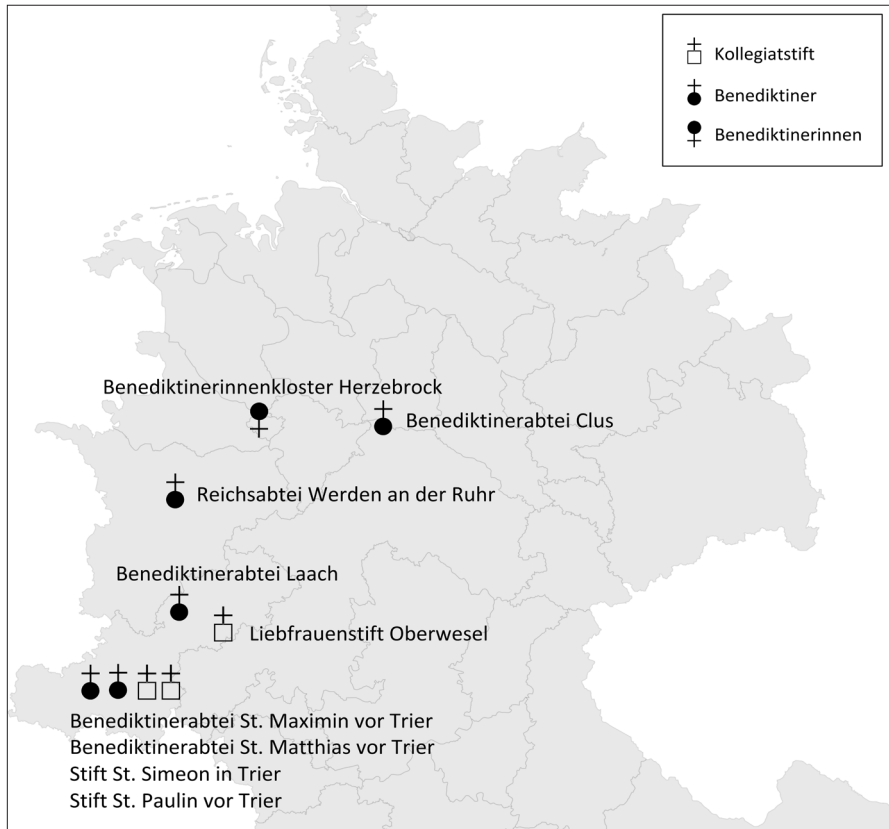 Kollegiatstift
Benediktiner
Benediktinerinnen
Benediktinerinnenkloster Herzebrock
Benediktinerabtei Clus
Reichsabtei Werden an der Ruhr
Benediktinerabtei Laach
Liebfrauenstift Oberwesel
Benediktinerabtei St. Maximin vor Trier
Benediktinerabtei St. Matthias vor Trier
Stift St. Simeon in Trier
Stift St. Paulin vor Trier